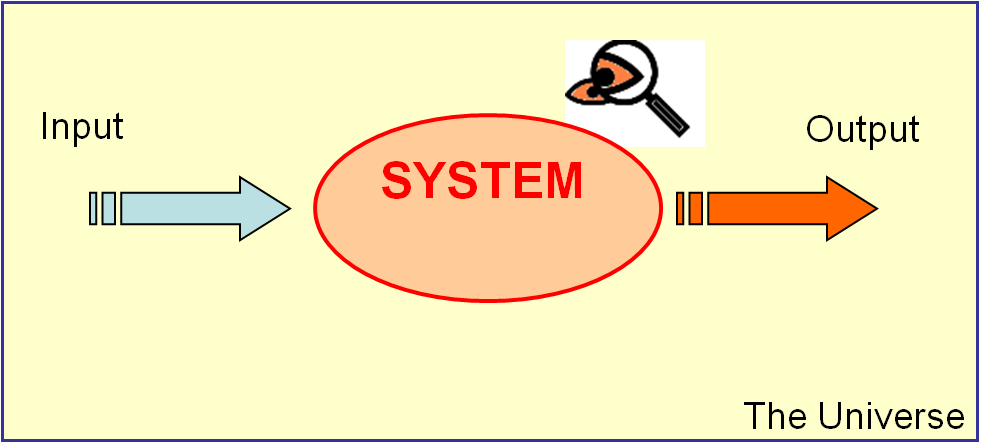 Input
Output
SYSTEM
The Universe